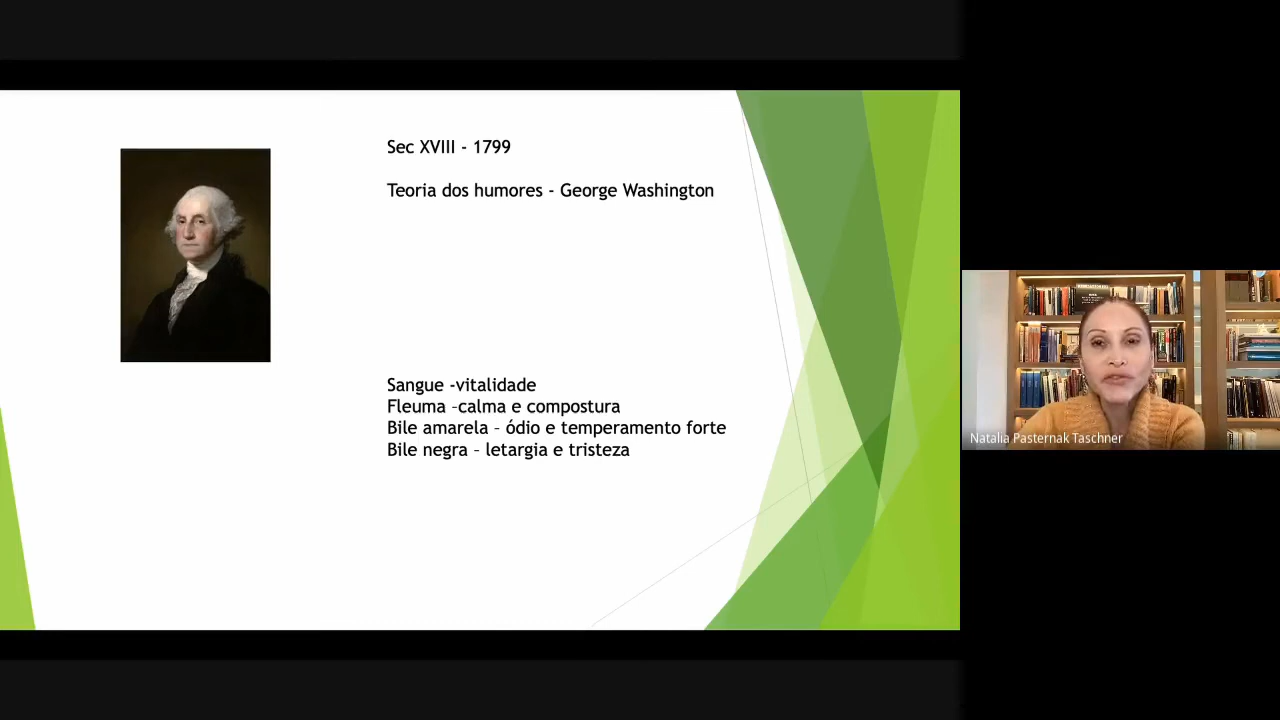 Sec XVIII - 1799
Teoria dos humores - George Washington
Sangue -vitalidade
Fleuma -calma e compostura
Bile amarela - ódio e temperamento forte
Bile negra - letargia e tristeza
Natalia Pasternak Taschner